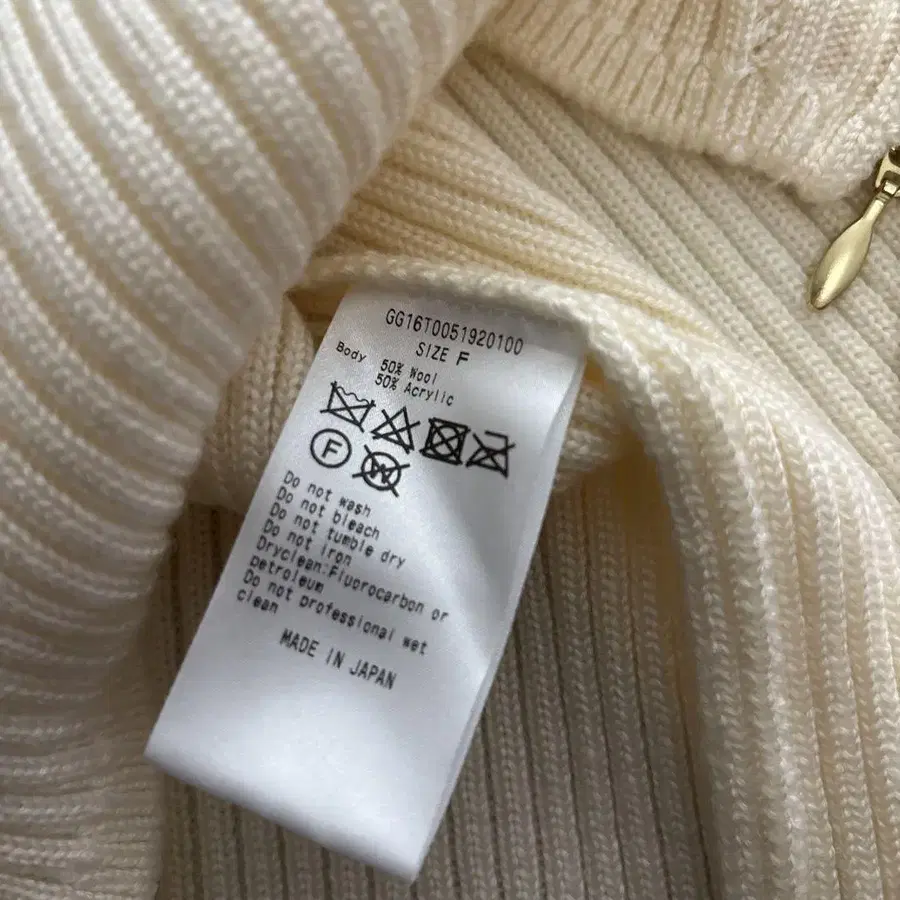 GG16T0051920100
SIZE F
Body 50% Wool
50% Acrylic
F W
Do not wash
Do not bleach
Do not tumble dry
Do not iron
Dryclean:Fluorocarbon or
petroleum
Do not professional wet
clean
MADE IN JAPAN